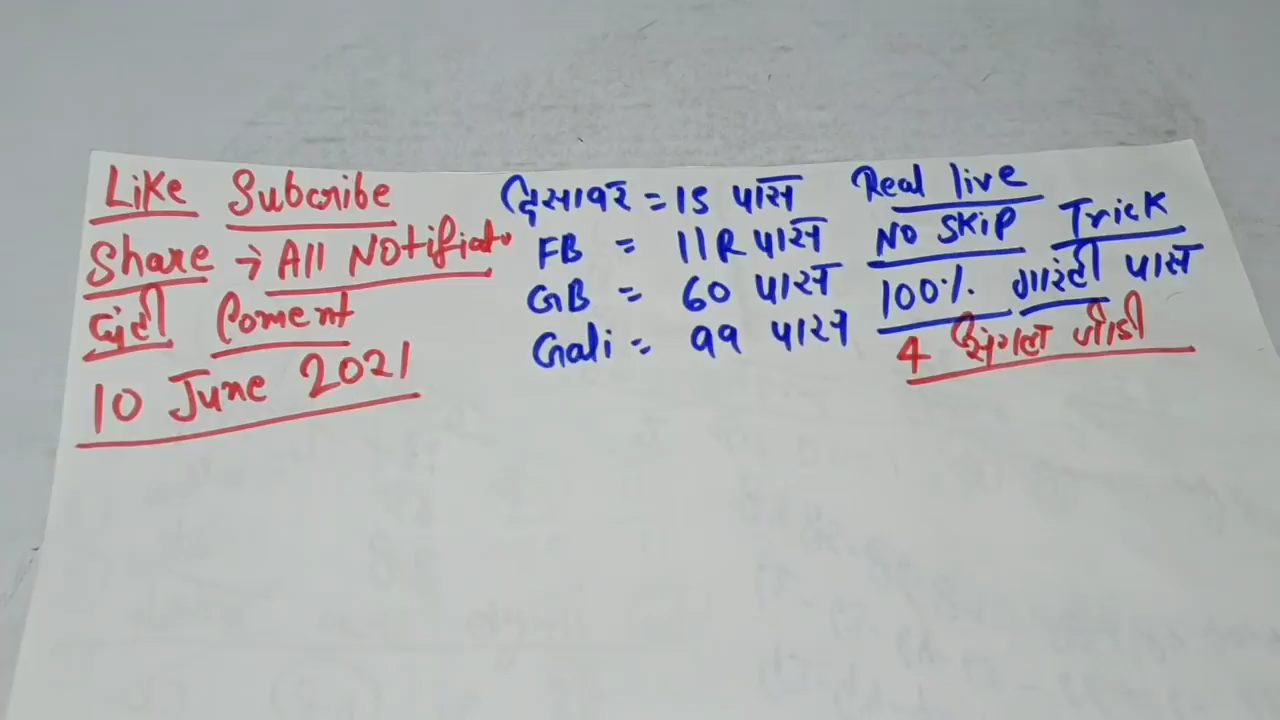 Like Subcribe
Share → All Notificato
घंटी Coment
10 June 2021
दिसावर = 15 पास
FB = 11R पास
GB = 60 पास
Gali = 99 पास
Real live
No SKIP Trick
100% गारंटी पास
4 सिंगल जोडी